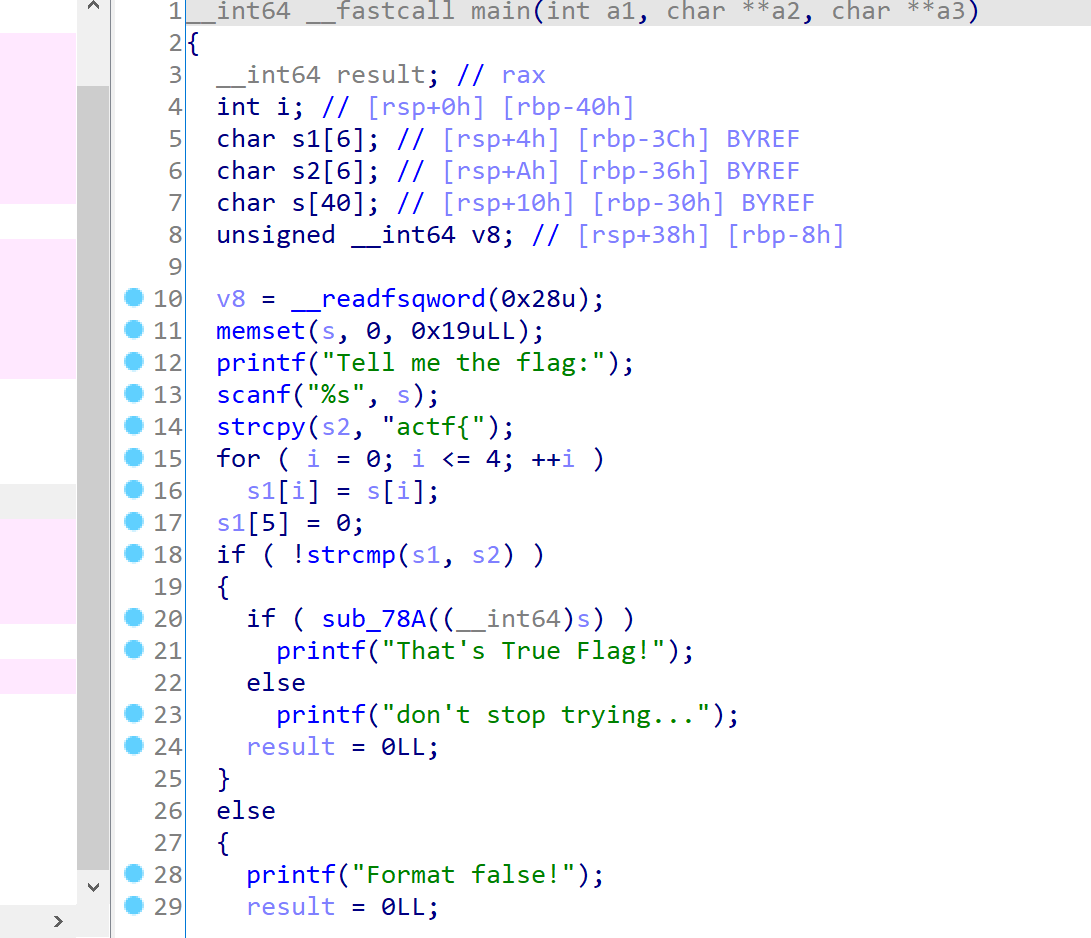 1 __int64 __fastcall main(int a1, char **a2, char **a3)
2 {
3   __int64 result; // rax
4   int i; // [rsp+0h] [rbp-40h]
5   char s1[6]; // [rsp+4h] [rbp-3Ch] BYREF
6   char s2[6]; // [rsp+Ah] [rbp-36h] BYREF
7   char s[40]; // [rsp+10h] [rbp-30h] BYREF
8   unsigned __int64 v8; // [rsp+38h] [rbp-8h]
9
10   v8 = __readfsqword(0x28u);
11   memset(s, 0, 0x19uLL);
12   printf("Tell me the flag:");
13   scanf("%s", s);
14   strcpy(s2, "actf{");
15   for ( i = 0; i <= 4; ++i )
16     s1[i] = s[i];
17   s1[5] = 0;
18   if ( !strcmp(s1, s2) )
19   {
20     if ( sub_78A((__int64)s) )
21       printf("That's True Flag!");
22     else
23       printf("don't stop trying...");
24     result = 0LL;
25   }
26   else
27   {
28     printf("Format false!");
29     result = 0LL;